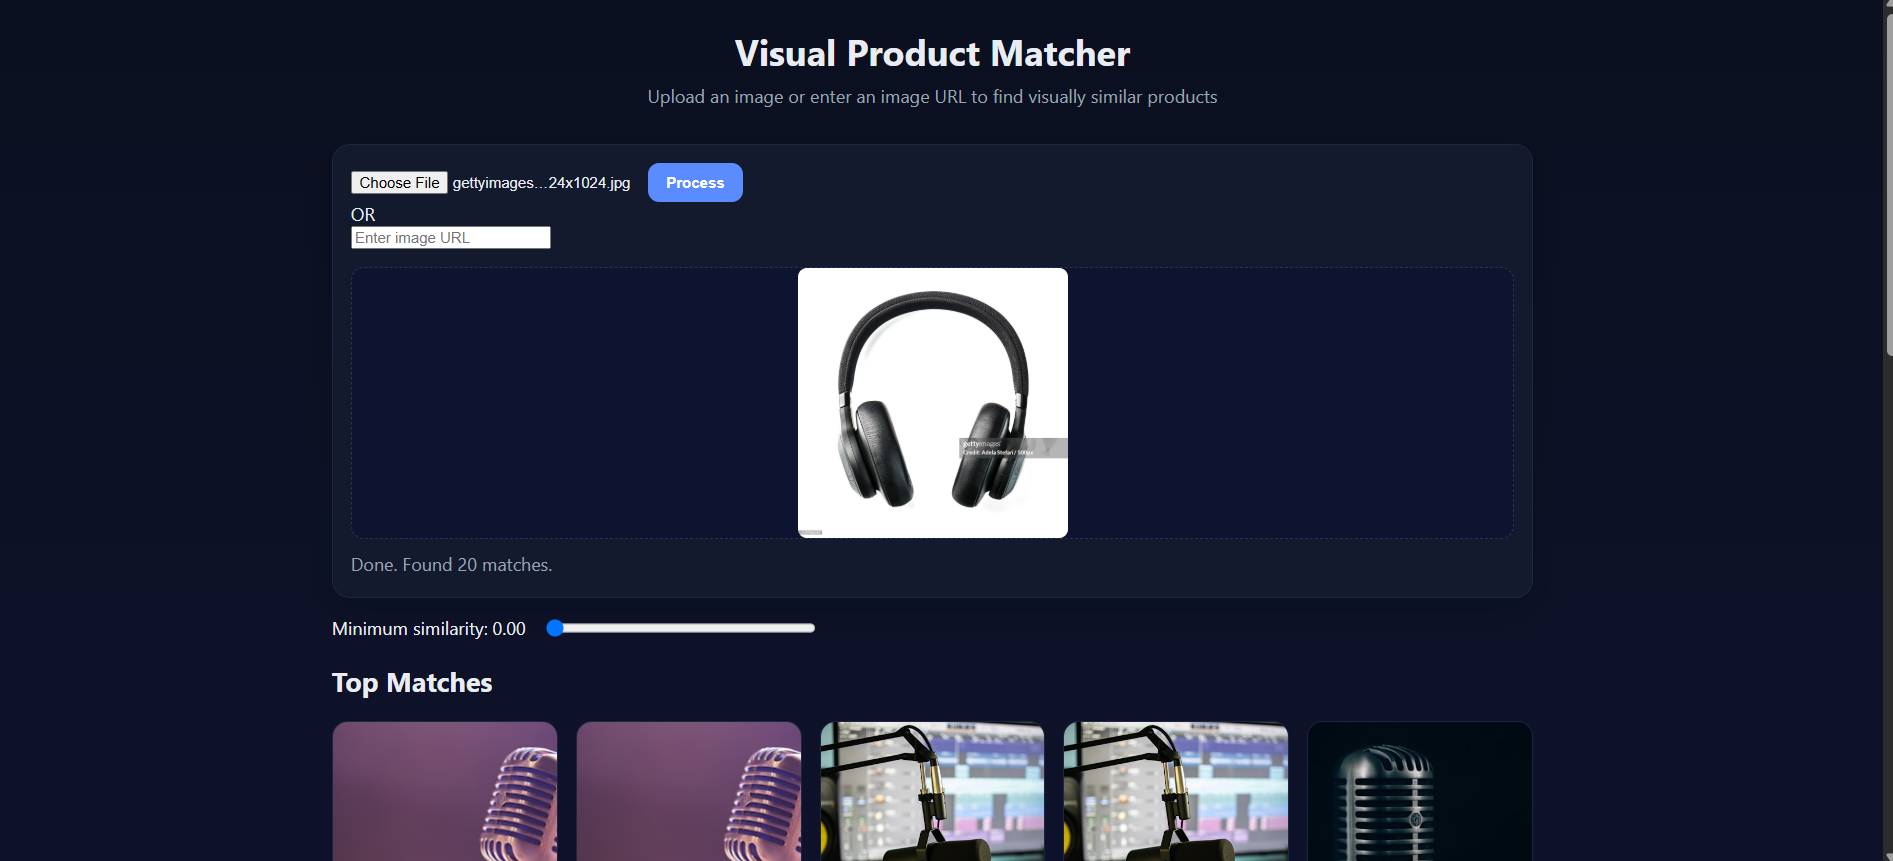 Visual Product Matcher
Upload an image or enter an image URL to find visually similar products
Choose File gettyimages...24x1024.jpg Process
OR
Enter image URL
gettyimages
Credit: Adela Stefan / 500px
Done. Found 20 matches.
Minimum similarity: 0.00
Top Matches